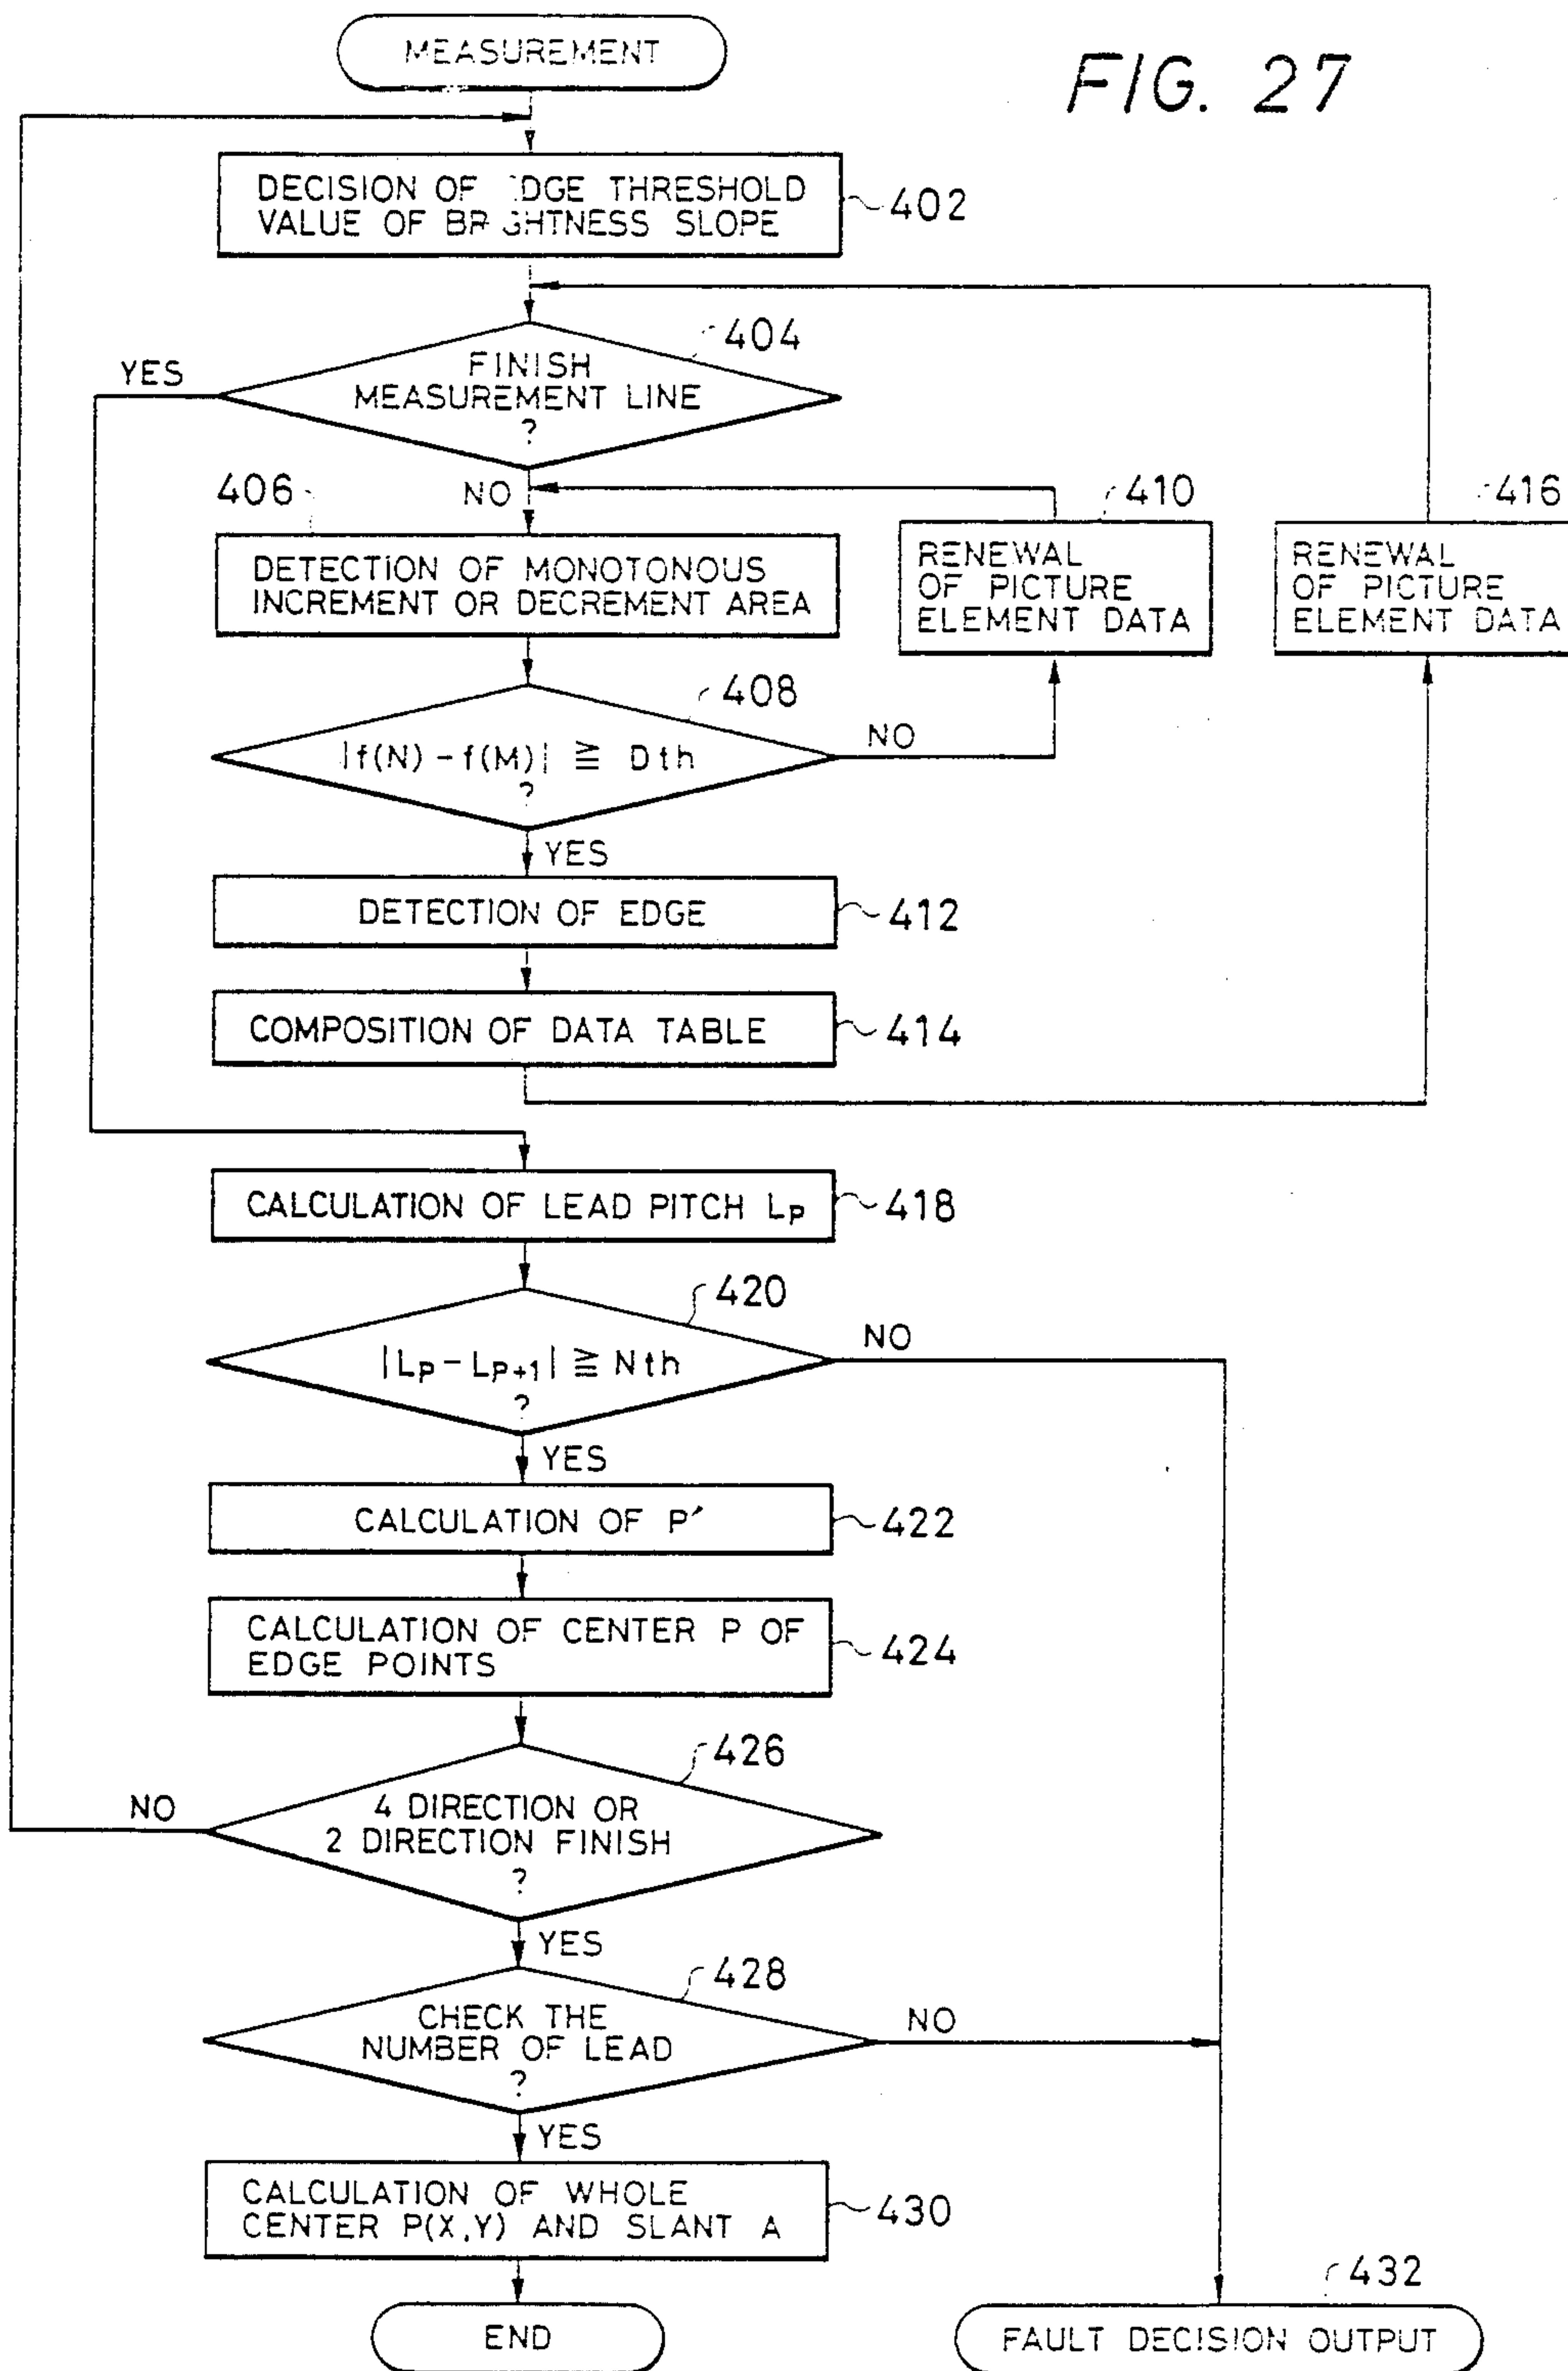 MEASUREMENT
FIG. 27
DECISION OF EDGE THRESHOLD
VALUE OF BRIGHTNESS SLOPE
402
404
YES
FINISH
MEASUREMENT LINE
?
406
NO
410
416
DETECTION OF MONOTONOUS
INCREMENT OR DECREMENT AREA
RENEWAL
OF PICTURE
ELEMENT DATA
RENEWAL
OF PICTURE
ELEMENT DATA
408
|f(N)-f(M)| ≧ Dth
?
NO
YES
DETECTION OF EDGE
412
COMPOSITION OF DATA TABLE
414
CALCULATION OF LEAD PITCH Lp
418
420
|Lp-Lp+1| ≧ Nth
?
NO
YES
CALCULATION OF P′
422
CALCULATION OF CENTER P OF
EDGE POINTS
424
426
NO
4 DIRECTION OR
2 DIRECTION FINISH
?
YES
428
CHECK THE
NUMBER OF LEAD
?
NO
YES
CALCULATION OF WHOLE
CENTER P(X,Y) AND SLANT A
430
432
END
FAULT DECISION OUTPUT